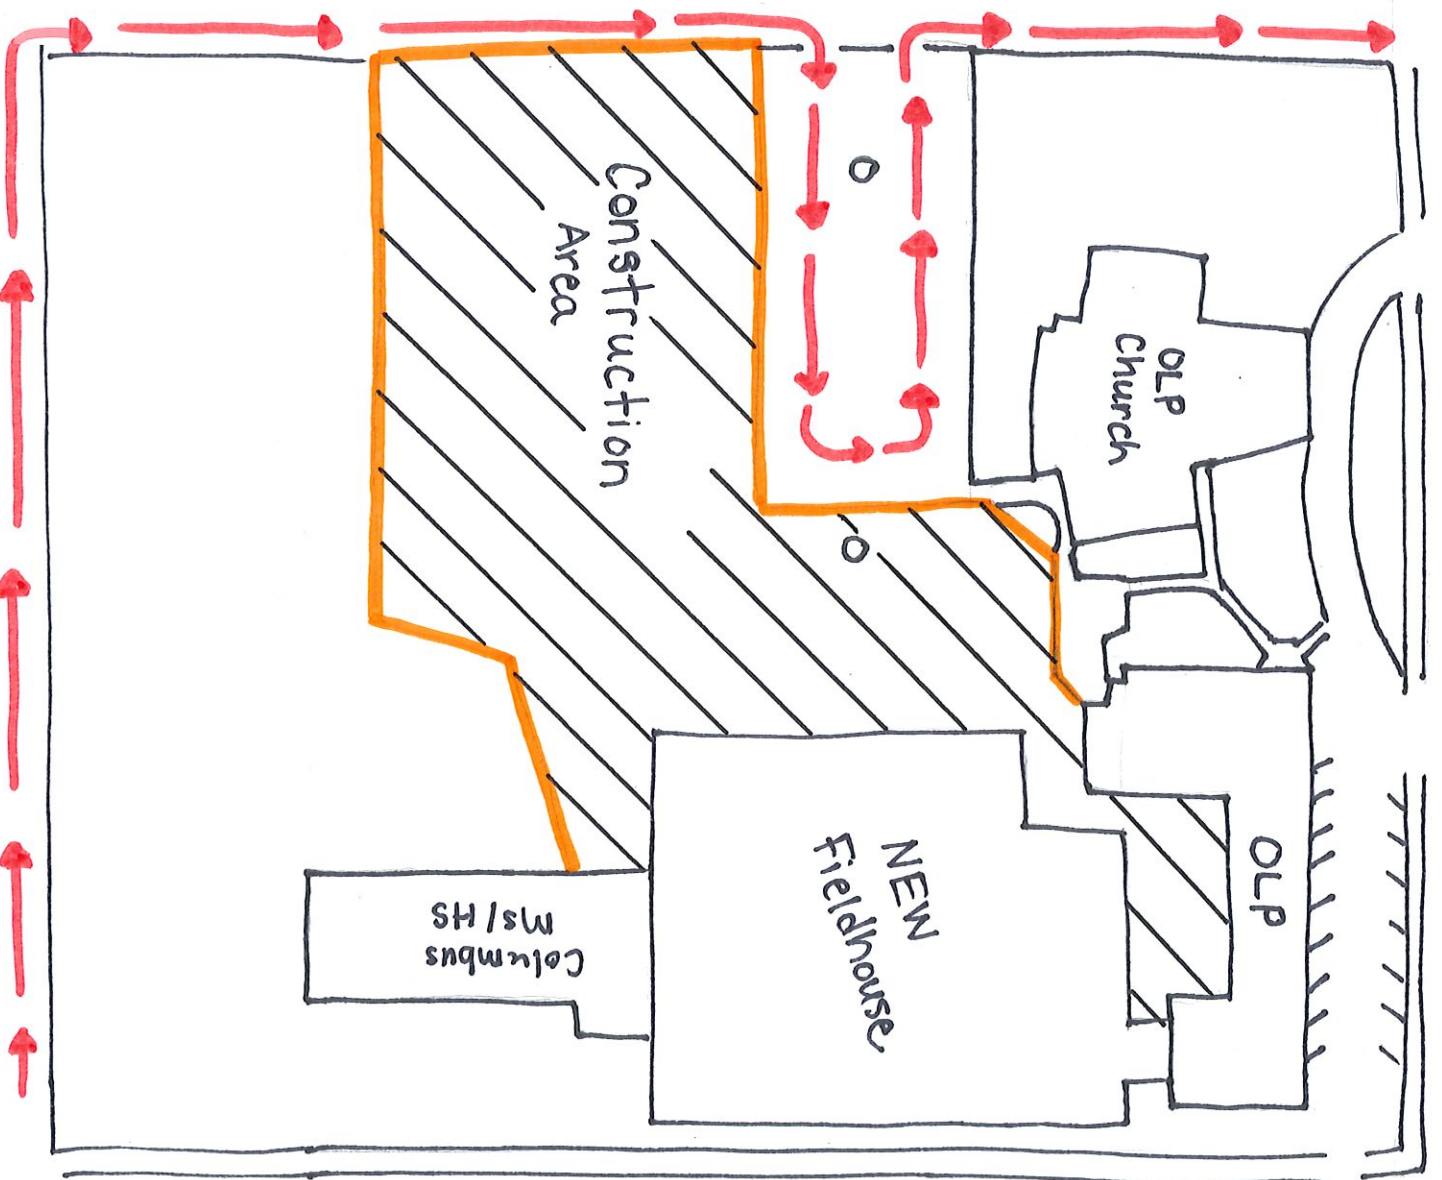 Construction
Area
OLP
Church
NEW
Fieldhouse
OLP
Columbus
MS/HS